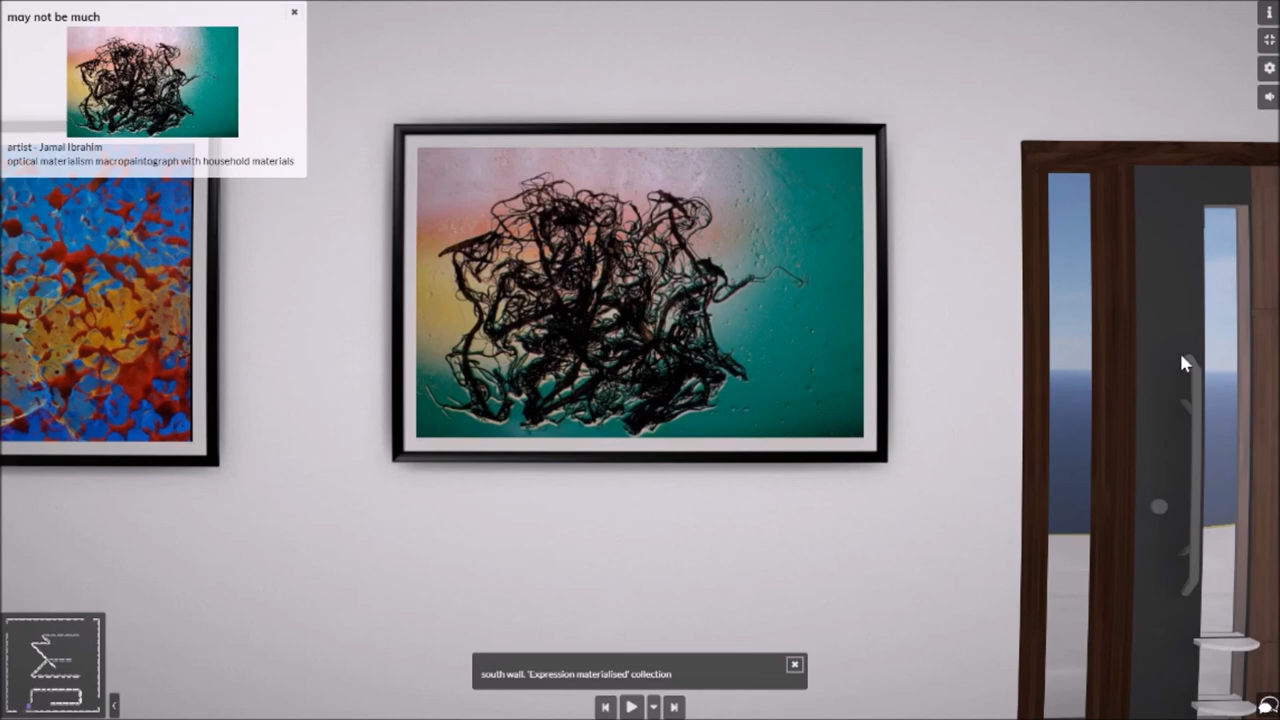 may not be much
artist - Jamal Ibrahim
optical materialism macropaintograph with household materials
south wall. 'Expression materialised' collection